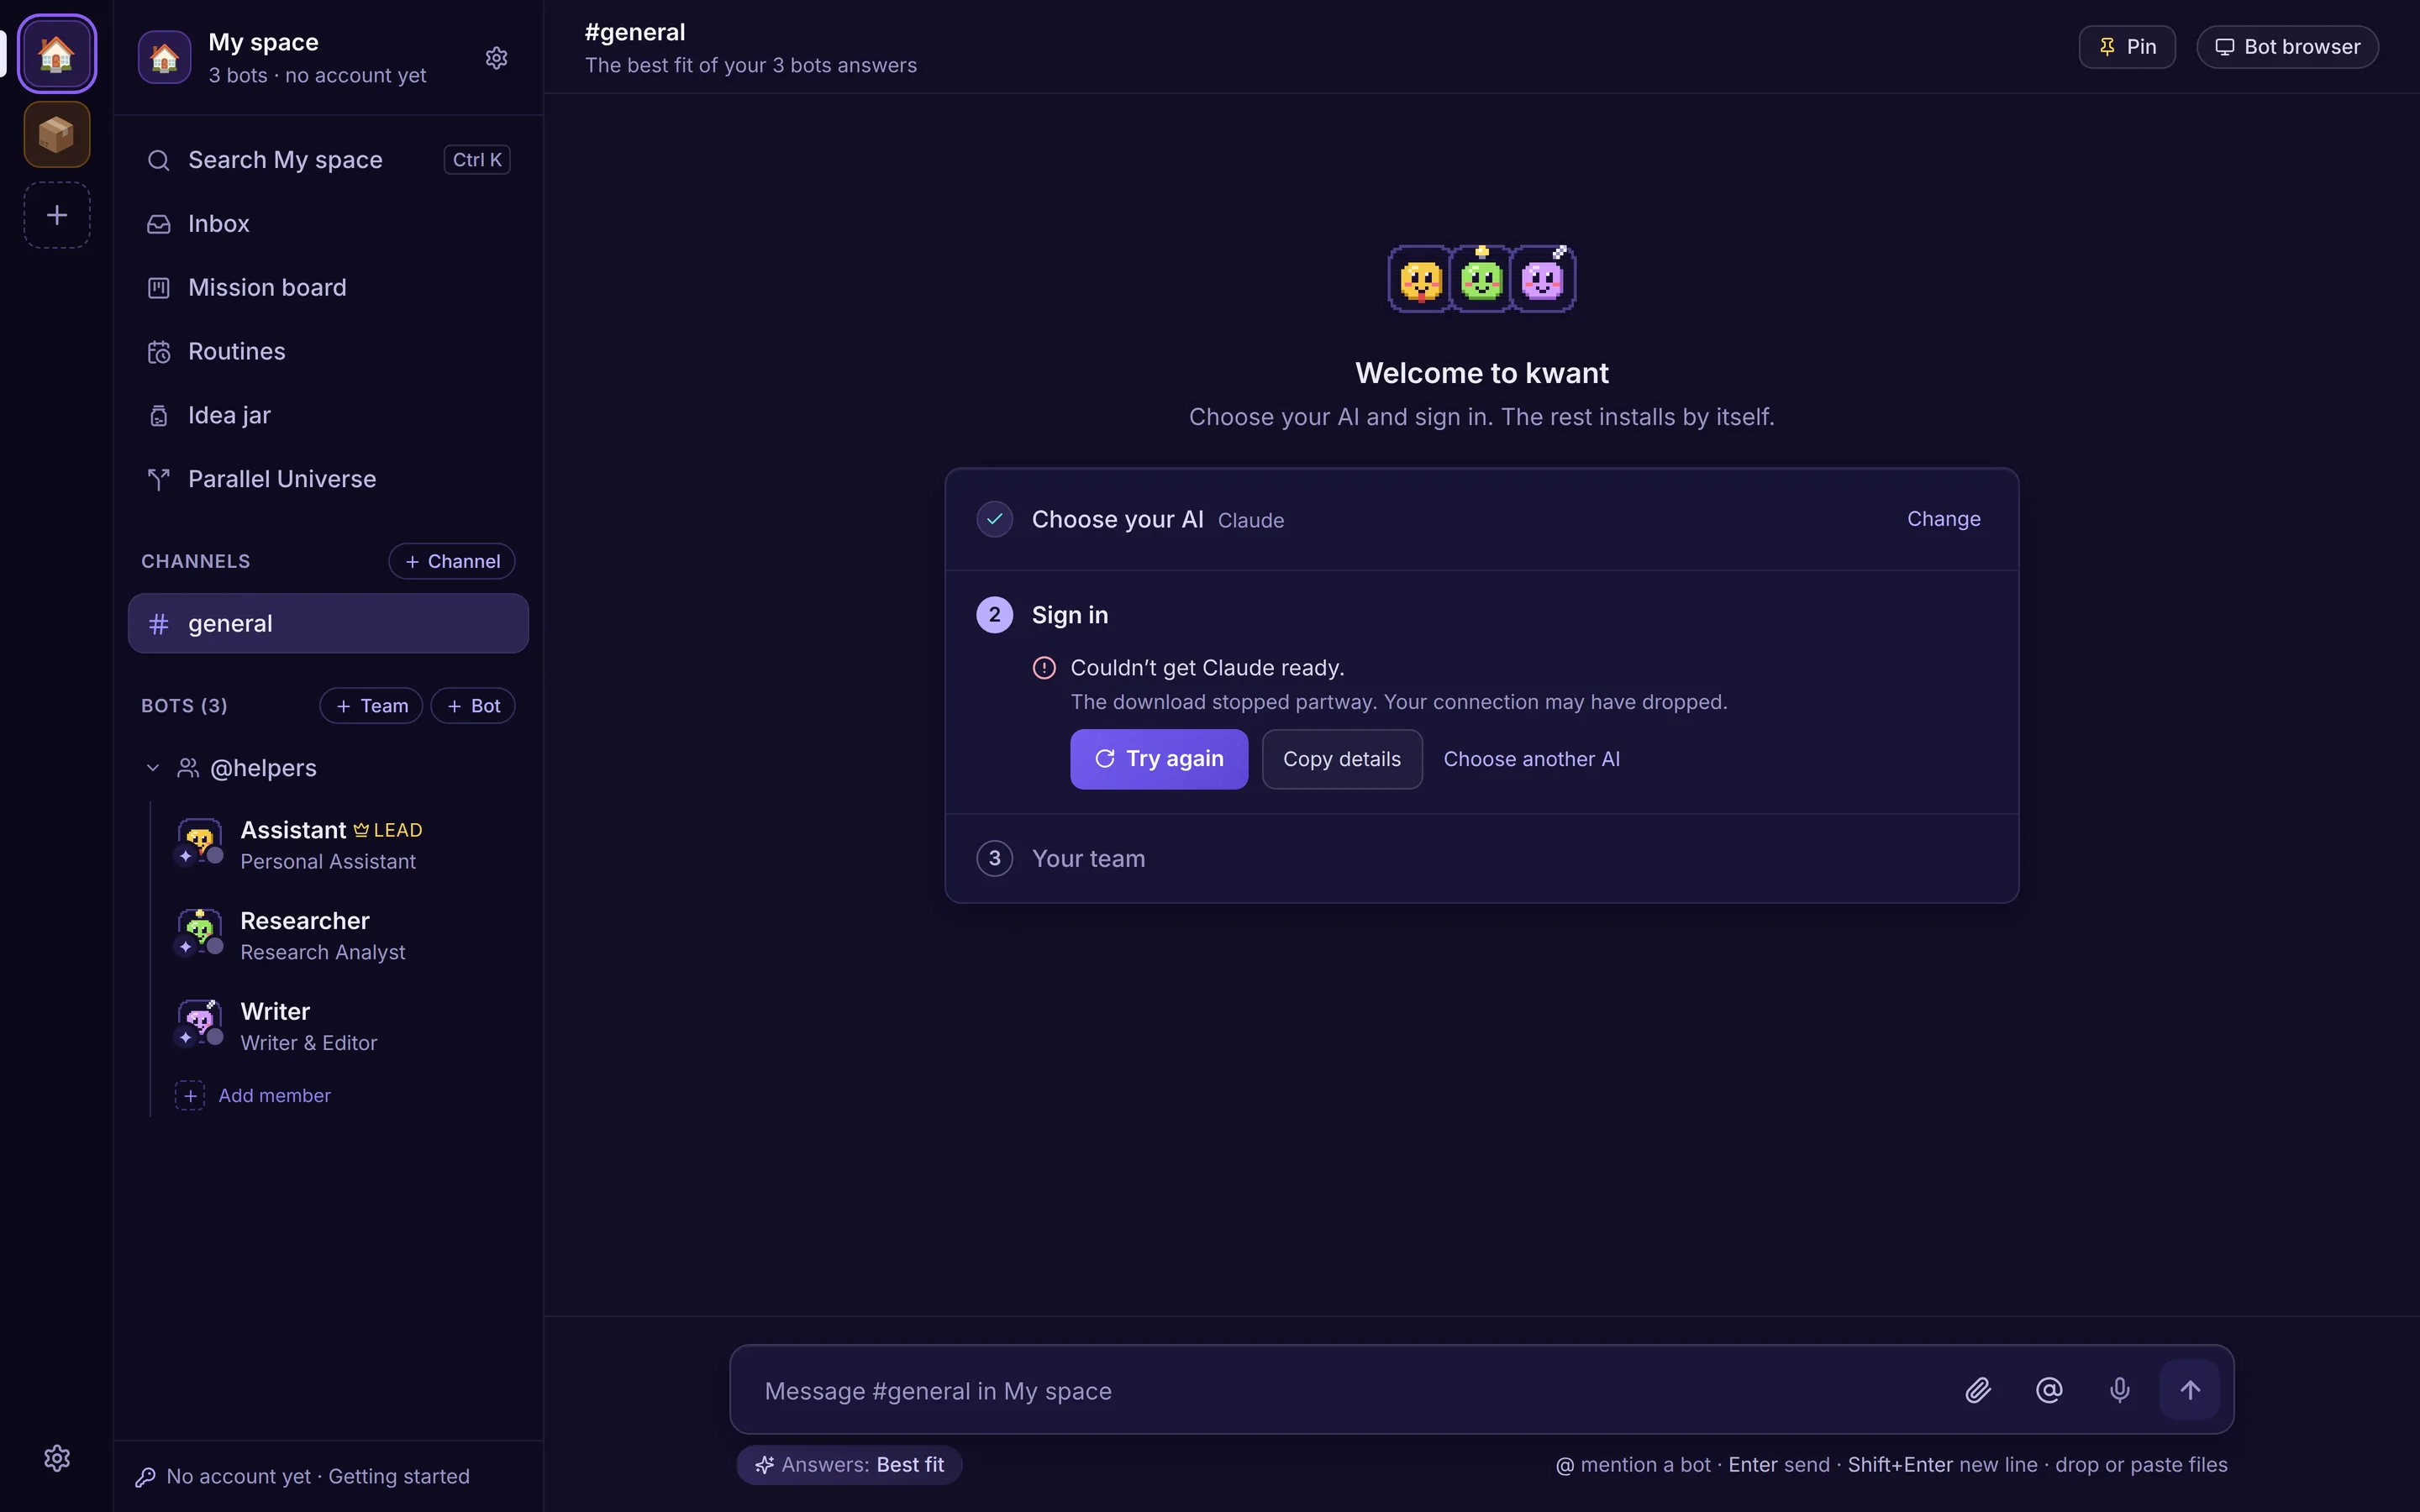 My space
3 bots · no account yet
Search My space
Ctrl K
Inbox
Mission board
Routines
Idea jar
Parallel Universe
CHANNELS
+ Channel
# general
BOTS (3)
+ Team
+ Bot
@helpers
Assistant LEAD
Personal Assistant
Researcher
Research Analyst
Writer
Writer & Editor
+ Add member
No account yet · Getting started
#general
The best fit of your 3 bots answers
Pin
Bot browser
Welcome to kwant
Choose your AI and sign in. The rest installs by itself.
Choose your AI Claude
Change
2 Sign in
Couldn’t get Claude ready.
The download stopped partway. Your connection may have dropped.
Try again
Copy details
Choose another AI
3 Your team
Message #general in My space
Answers: Best fit
@ mention a bot · Enter send · Shift+Enter new line · drop or paste files